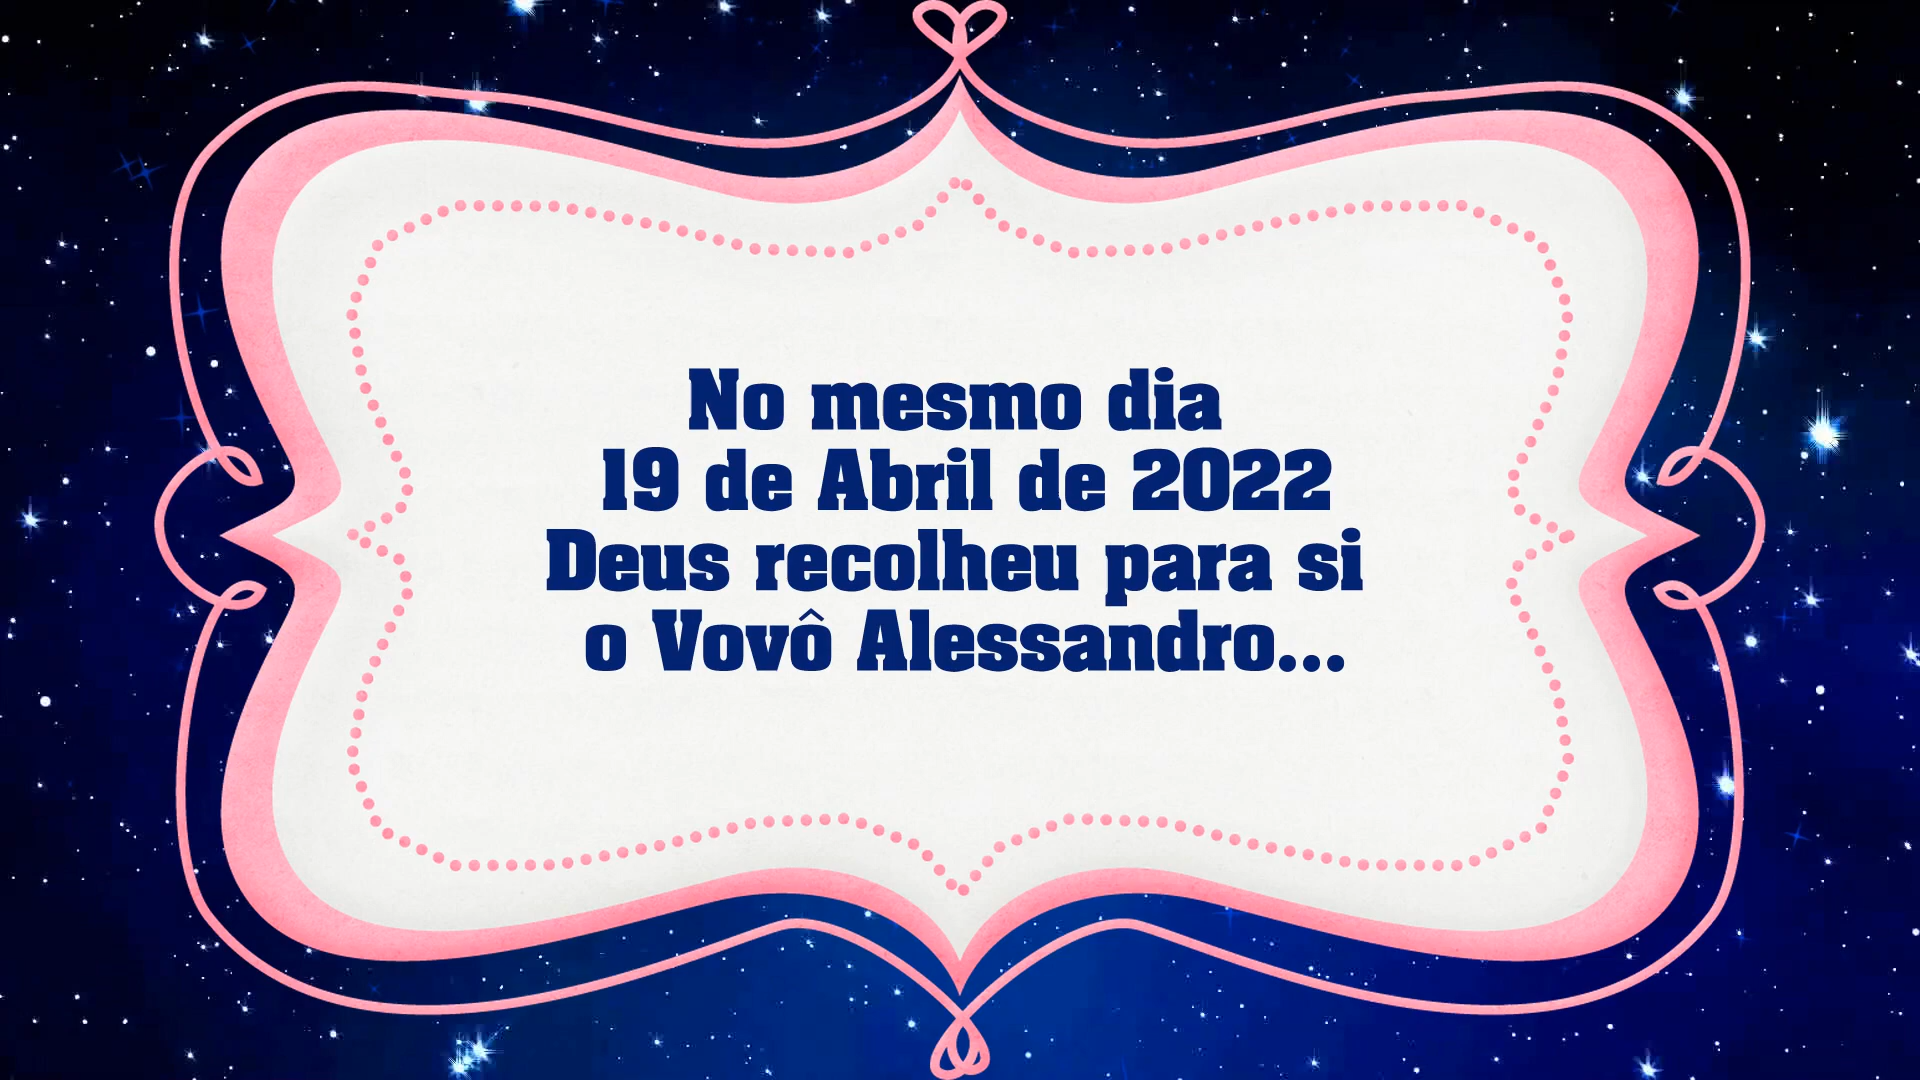 No mesmo dia
19 de Abril de 2022
Deus recolheu para si
o Vovô Alessandro...